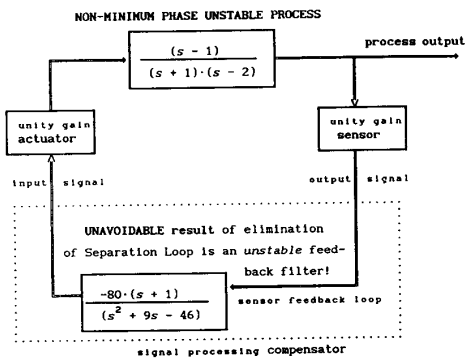 NON-MINIMUM PHASE UNSTABLE PROCESS
(s - 1)
(s + 1)·(s - 2)
process output
unity gain
actuator
unity gain
sensor
input signal
output signal
UNAVOIDABLE result of elimination
of Separation Loop is an unstable feed-
back filter!
-80·(s + 1)
(s² + 9s - 46)
sensor feedback loop
signal processing compensator